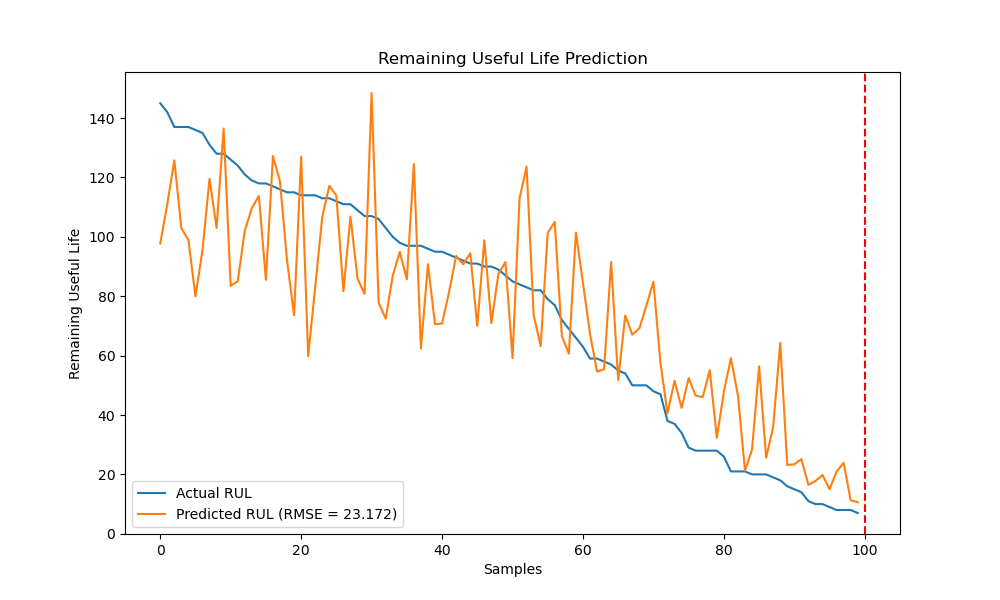 Remaining Useful Life Prediction
Remaining Useful Life
140
120
100
80
60
40
20
0
Actual RUL
Predicted RUL (RMSE = 23.172)
0 20 40 60 80 100
Samples